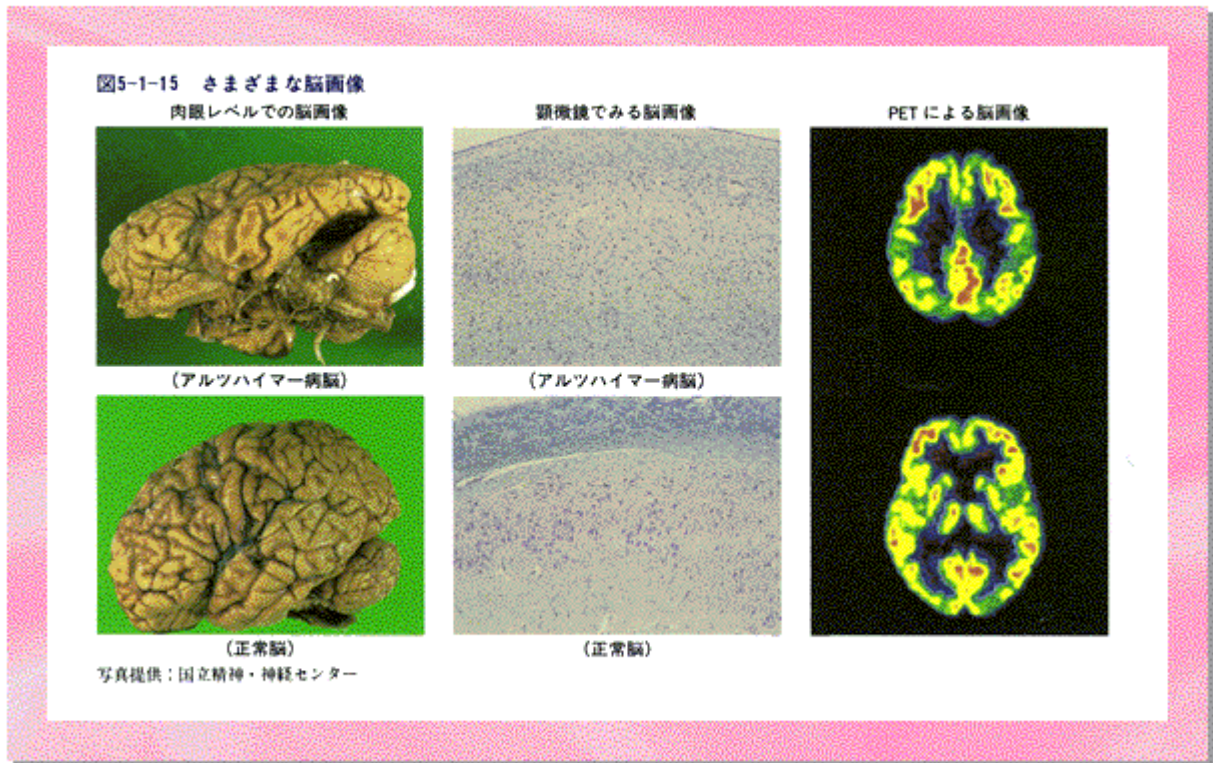 図5-1-15 さまざまな脳画像
肉眼レベルでの脳画像
顕微鏡でみる脳画像
PETによる脳画像
(アルツハイマー病脳)
(アルツハイマー病脳)
(正常脳)
(正常脳)
写真提供：国立精神・神経センター